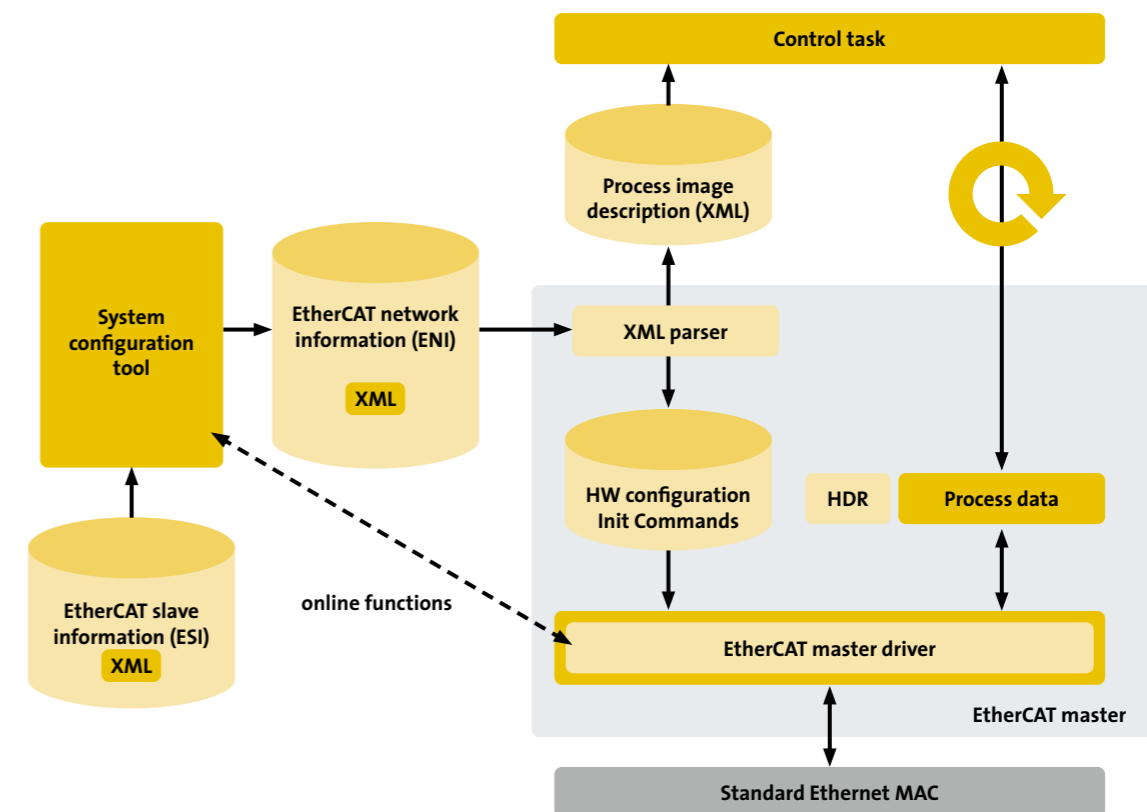 Control task
Process image
description (XML)
System
configuration
tool
EtherCAT network
information (ENI)
XML
XML parser
HW configuration
Init Commands
HDR
Process data
EtherCAT slave
information (ESI)
XML
online functions
EtherCAT master driver
EtherCAT master
Standard Ethernet MAC